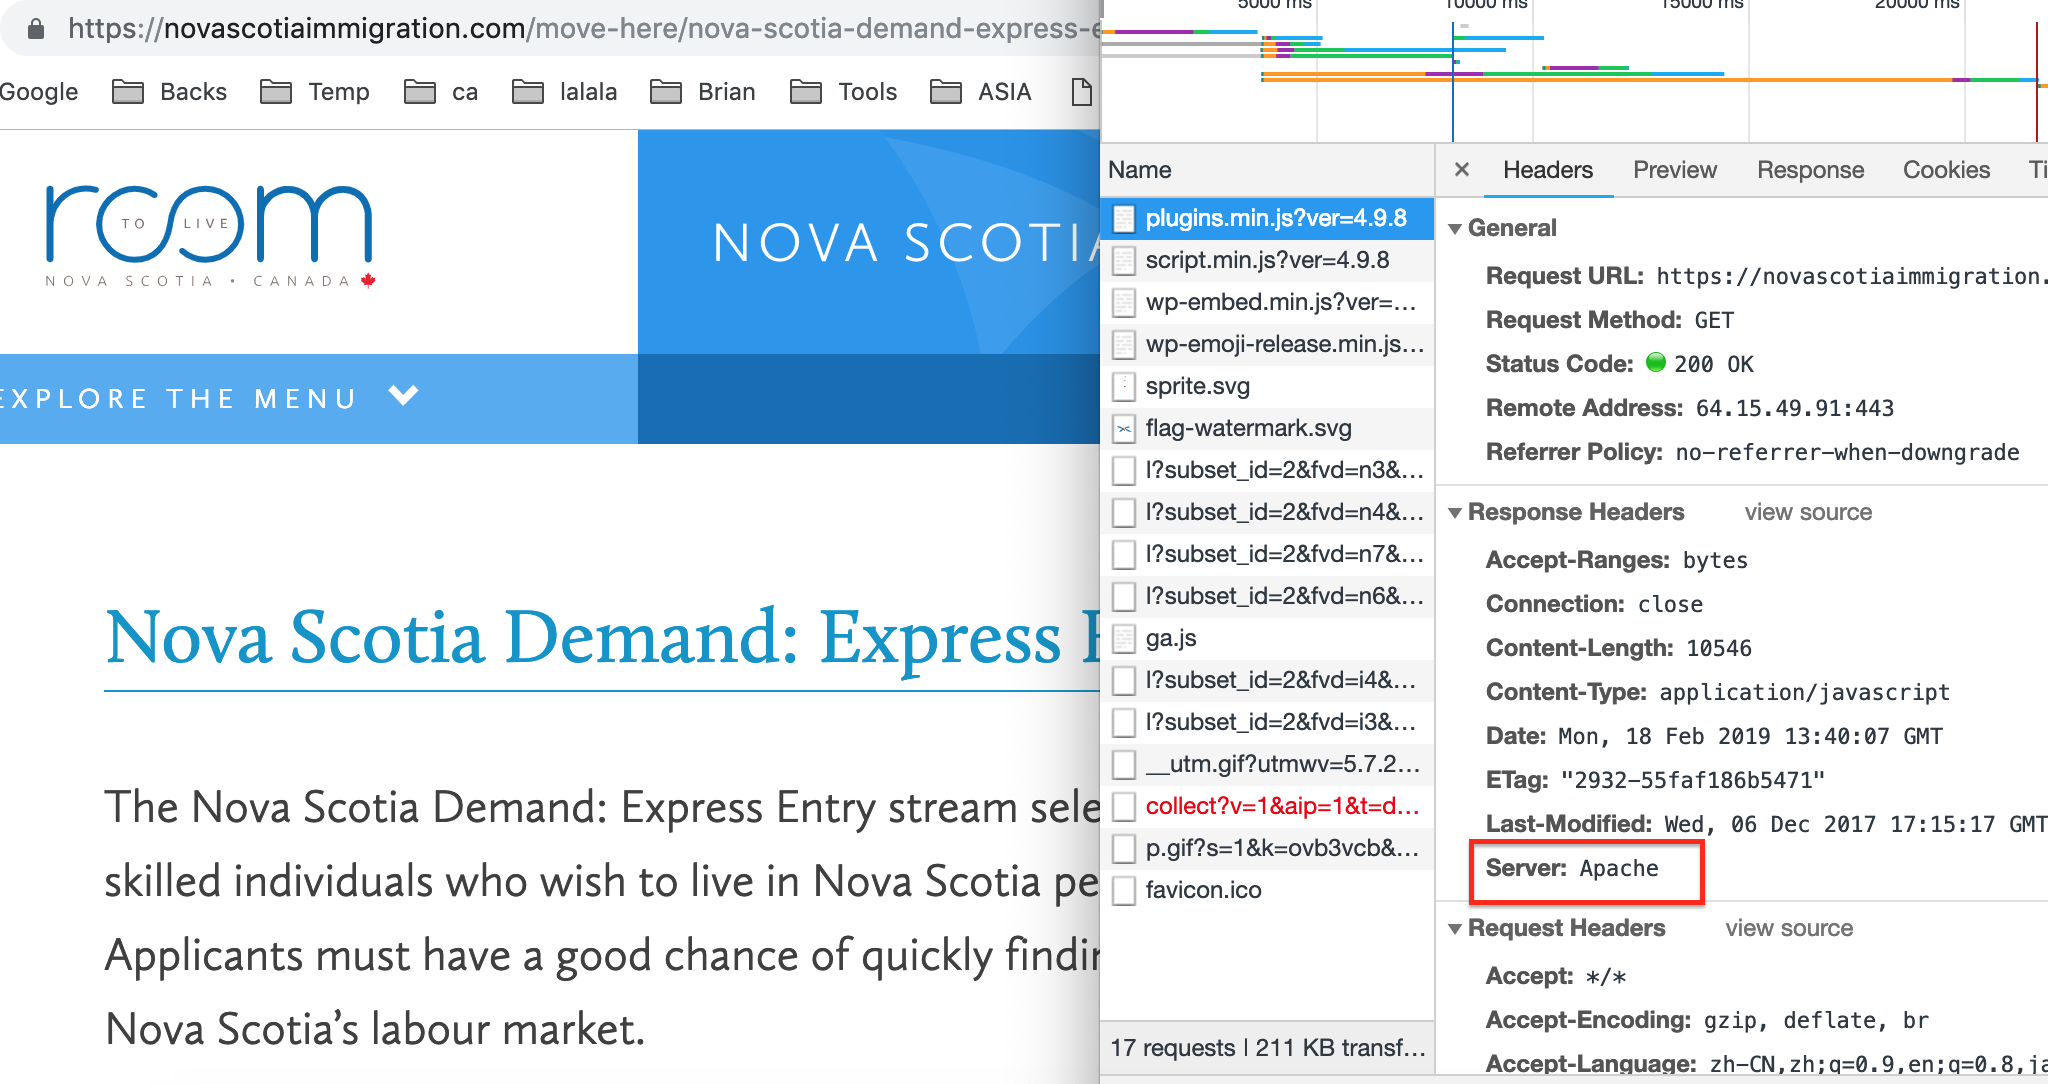 https://novascotiaimmigration.com/move-here/nova-scotia-demand-express-e
Google Backs Temp ca lalala Brian Tools ASIA
room
TO LIVE
NOVA SCOTIA • CANADA
NOVA SCOTIA
EXPLORE THE MENU
Nova Scotia Demand: Express E
The Nova Scotia Demand: Express Entry stream sele
skilled individuals who wish to live in Nova Scotia pe
Applicants must have a good chance of quickly findin
Nova Scotia’s labour market.
5000 ms 10000 ms 15000 ms 20000 ms
Name
plugins.min.js?ver=4.9.8
script.min.js?ver=4.9.8
wp-embed.min.js?ver=…
wp-emoji-release.min.js…
sprite.svg
flag-watermark.svg
l?subset_id=2&fvd=n3&…
l?subset_id=2&fvd=n4&…
l?subset_id=2&fvd=n7&…
l?subset_id=2&fvd=n6&…
ga.js
l?subset_id=2&fvd=i4&…
l?subset_id=2&fvd=i3&…
__utm.gif?utmwv=5.7.2…
collect?v=1&aip=1&t=d…
p.gif?s=1&k=ovb3vcb&…
favicon.ico
17 requests | 211 KB transf…
× Headers Preview Response Cookies Ti
General
Request URL: https://novascotiaimmigration.
Request Method: GET
Status Code: 200 OK
Remote Address: 64.15.49.91:443
Referrer Policy: no-referrer-when-downgrade
Response Headers view source
Accept-Ranges: bytes
Connection: close
Content-Length: 10546
Content-Type: application/javascript
Date: Mon, 18 Feb 2019 13:40:07 GMT
ETag: "2932-55faf186b5471"
Last-Modified: Wed, 06 Dec 2017 17:15:17 GMT
Server: Apache
Request Headers view source
Accept: */*
Accept-Encoding: gzip, deflate, br
Accept-Language: zh-CN,zh;q=0.9,en;q=0.8,ja